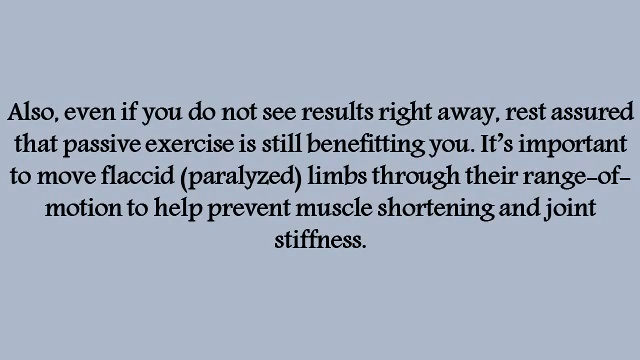 Also, even if you do not see results right away, rest assured
that passive exercise is still benefitting you. It’s important
to move flaccid (paralyzed) limbs through their range-of-
motion to help prevent muscle shortening and joint
stiffness.